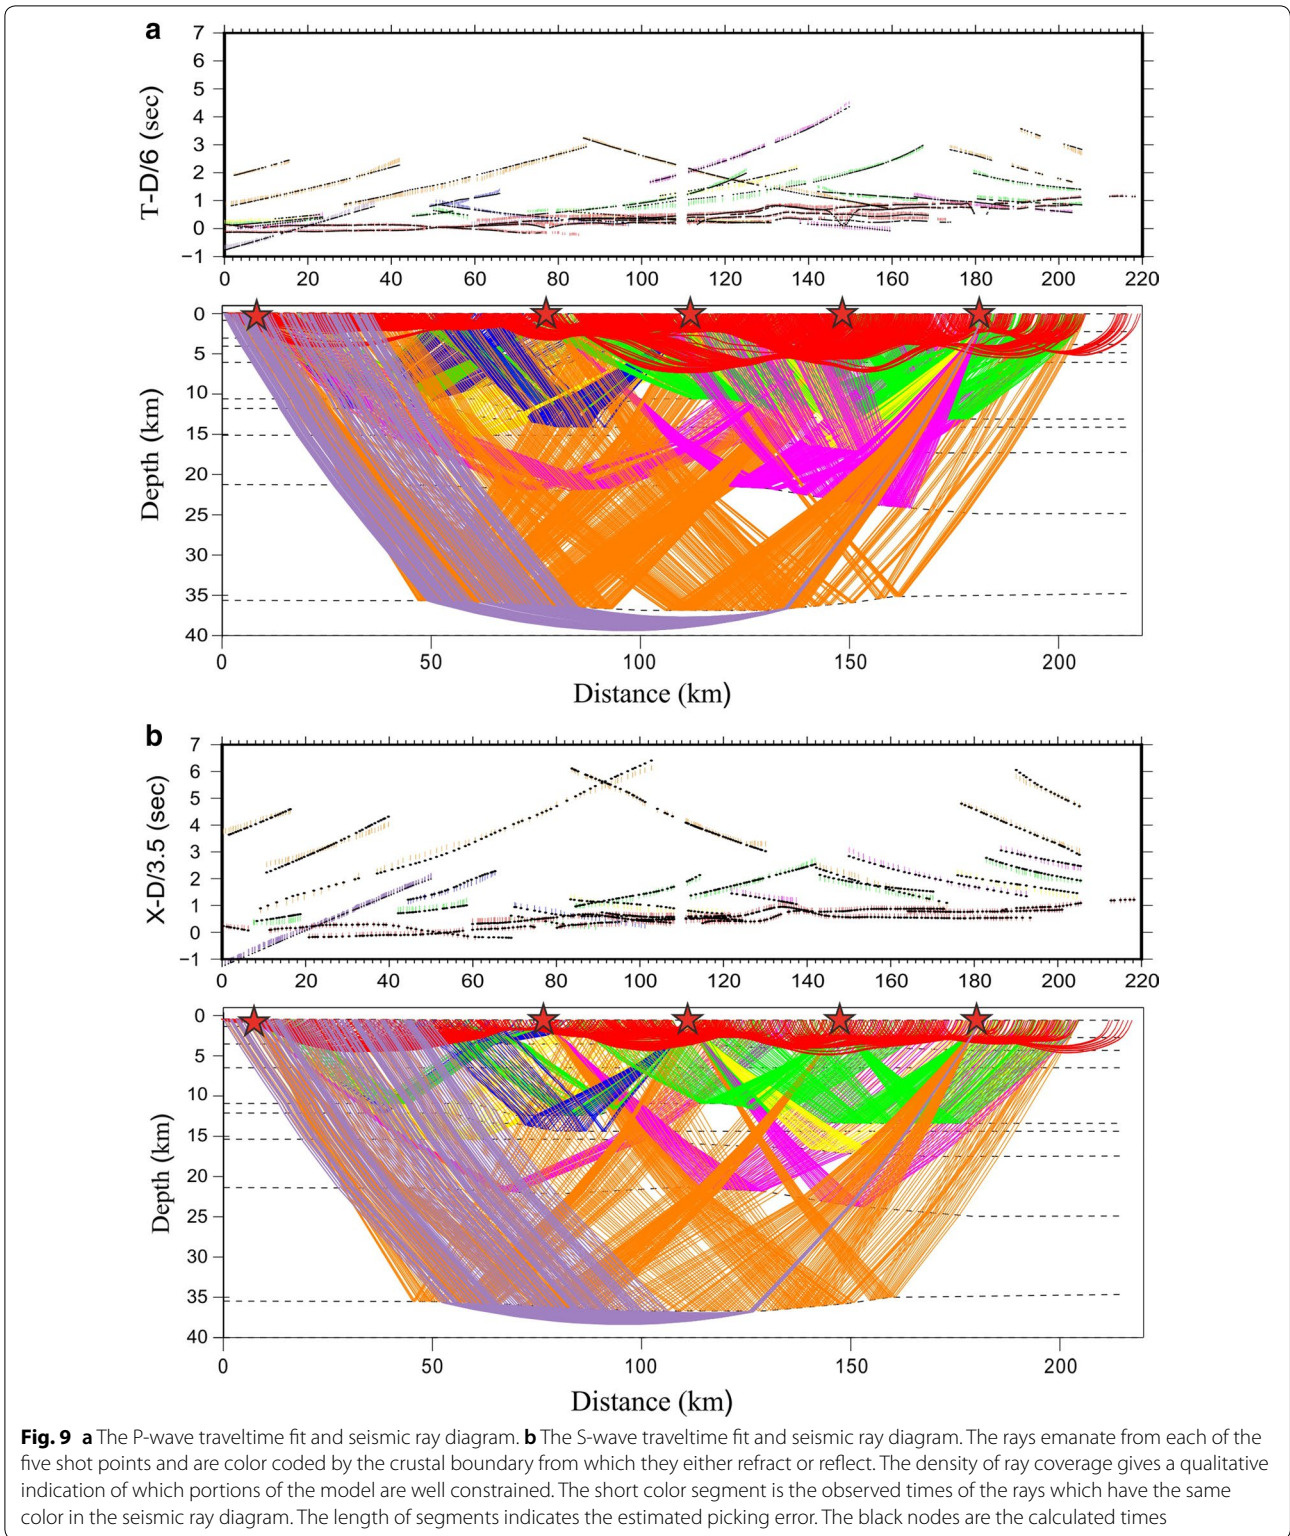 a
7
6
5
4
3
2
1
0
−1
T-D/6 (sec)
0 20 40 60 80 100 120 140 160 180 200 220
0
5
10
15
20
25
30
35
40
Depth (km)
0 50 100 150 200
Distance (km)
b
7
6
5
4
3
2
1
0
−1
X-D/3.5 (sec)
0 20 40 60 80 100 120 140 160 180 200 220
0
5
10
15
20
25
30
35
40
Depth (km)
0 50 100 150 200
Distance (km)
Fig. 9 a The P-wave traveltime fit and seismic ray diagram. b The S-wave traveltime fit and seismic ray diagram. The rays emanate from each of the
five shot points and are color coded by the crustal boundary from which they either refract or reflect. The density of ray coverage gives a qualitative
indication of which portions of the model are well constrained. The short color segment is the observed times of the rays which have the same
color in the seismic ray diagram. The length of segments indicates the estimated picking error. The black nodes are the calculated times